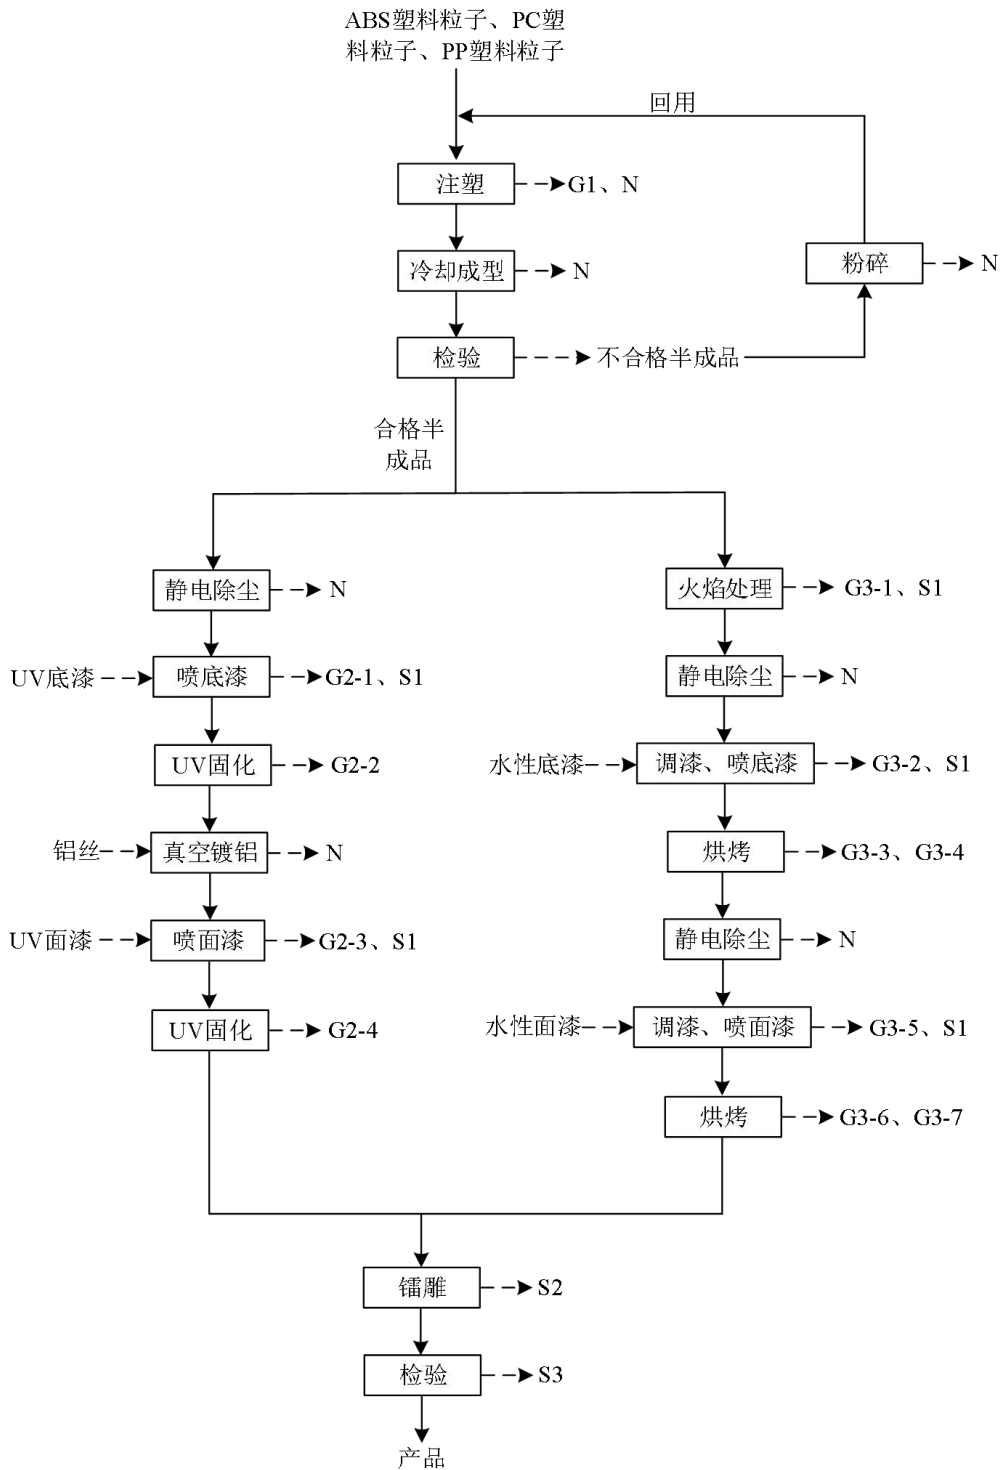 ABS塑料粒子、PC塑
料粒子、PP塑料粒子
回用
注塑
G1、N
冷却成型
N
粉碎
N
检验
不合格半成品
合格半
成品
静电除尘
N
火焰处理
G3-1、S1
UV底漆
喷底漆
G2-1、S1
静电除尘
N
UV固化
G2-2
水性底漆
调漆、喷底漆
G3-2、S1
铝丝
真空镀铝
N
烘烤
G3-3、G3-4
UV面漆
喷面漆
G2-3、S1
静电除尘
N
UV固化
G2-4
水性面漆
调漆、喷面漆
G3-5、S1
烘烤
G3-6、G3-7
镭雕
S2
检验
S3
产品